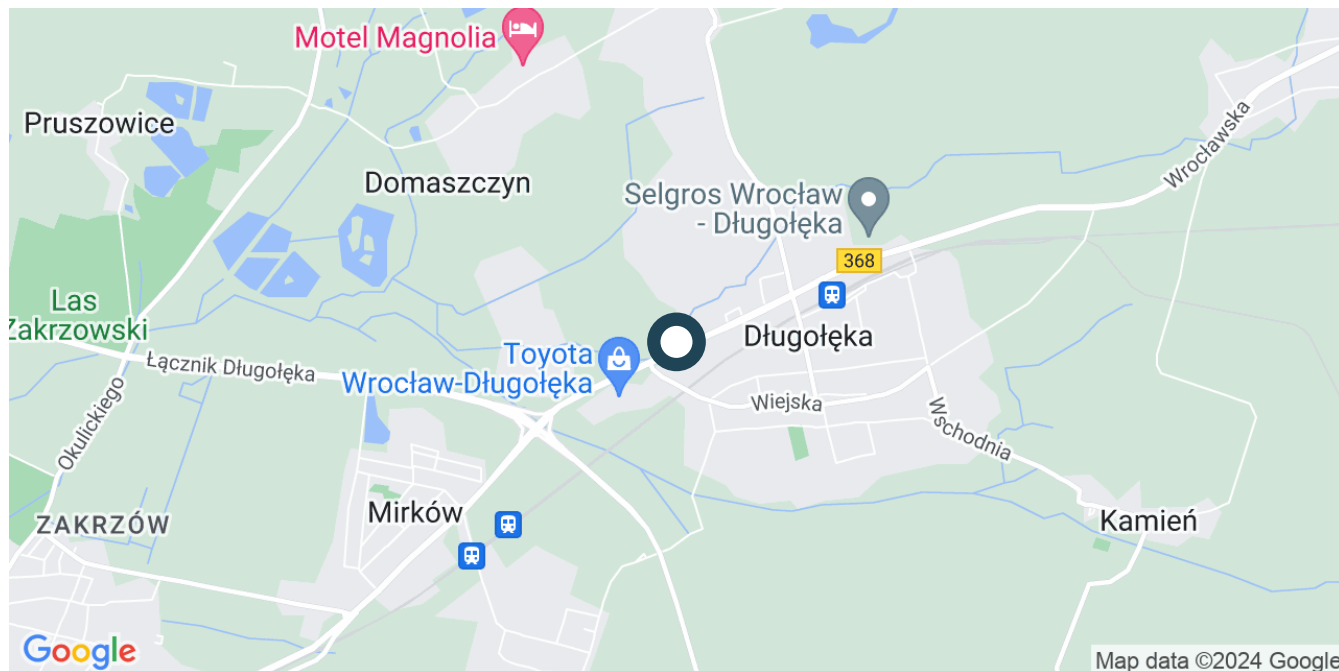 Motel Magnolia
Pruszowice
Domaszczyn
Wrocławska
Selgros Wrocław
- Długołęka
368
Las
Zakrzowski
Łącznik Długołęka
Toyota
Wrocław-Długołęka
Długołęka
Okulickiego
Wiejska
Wschodnia
Mirków
ZAKRZÓW
Kamień
Google
Map data ©2024 Google